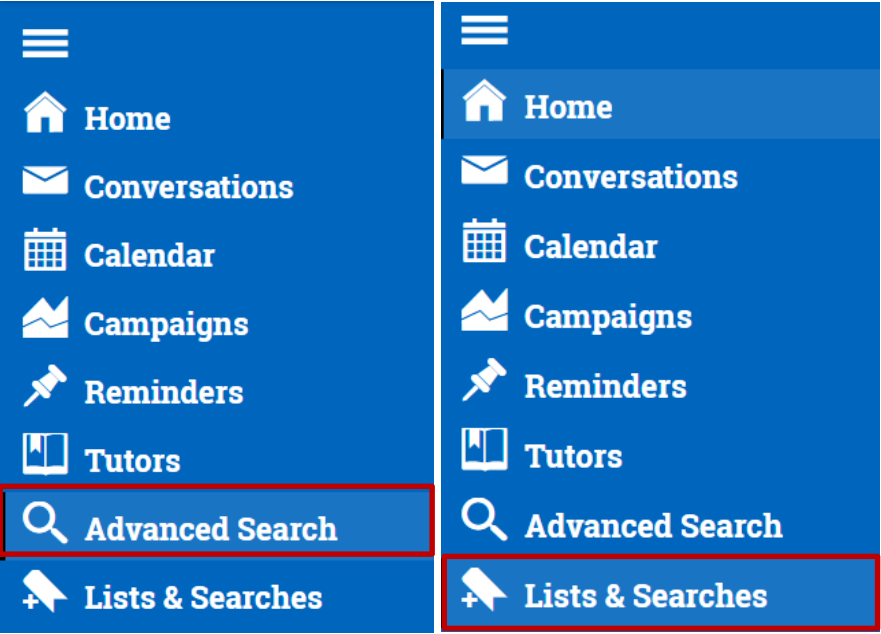 Home
Conversations
Calendar
Campaigns
Reminders
Tutors
Advanced Search
Lists & Searches
Home
Conversations
Calendar
Campaigns
Reminders
Tutors
Advanced Search
Lists & Searches